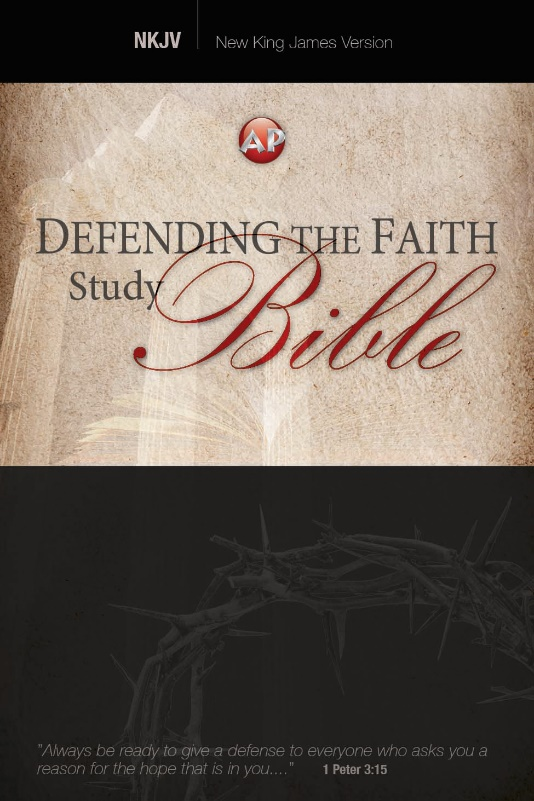 NKJV New King James Version
AP
DEFENDING THE FAITH
Study Bible
"Always be ready to give a defense to everyone who asks you a
reason for the hope that is in you...." 1 Peter 3:15